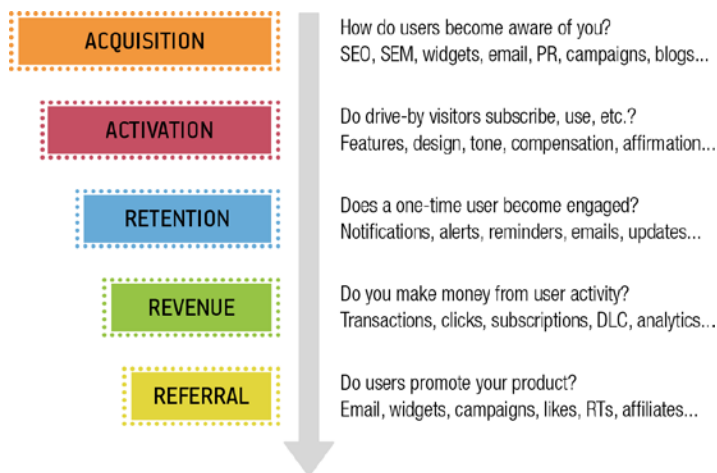 ACQUISITION
How do users become aware of you?
SEO, SEM, widgets, email, PR, campaigns, blogs...
ACTIVATION
Do drive-by visitors subscribe, use, etc.?
Features, design, tone, compensation, affirmation...
RETENTION
Does a one-time user become engaged?
Notifications, alerts, reminders, emails, updates...
REVENUE
Do you make money from user activity?
Transactions, clicks, subscriptions, DLC, analytics...
REFERRAL
Do users promote your product?
Email, widgets, campaigns, likes, RTs, affiliates...